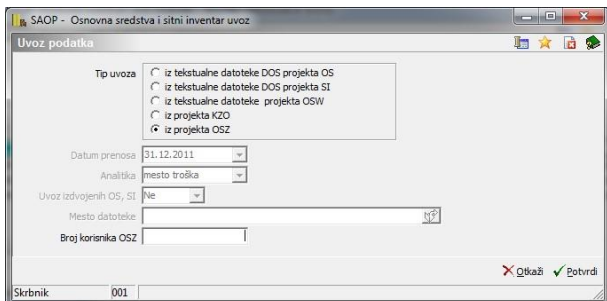 SAOP - Osnovna sredstva i sitni inventar uvoz
Uvoz podatka
Tip uvoza
iz tekstualne datoteke DOS projekta OS
iz tekstualne datoteke DOS projekta SI
iz tekstualne datoteke projekta OSW
iz projekta KZO
iz projekta OSZ
Datum prenosa 31.12.2011
Analitika mesto troška
Uvoz izdvojenih OS, SI Ne
Mesto datoteke
Broj korisnika OSZ
Otkaži Potvrdi
Skrbnik 001